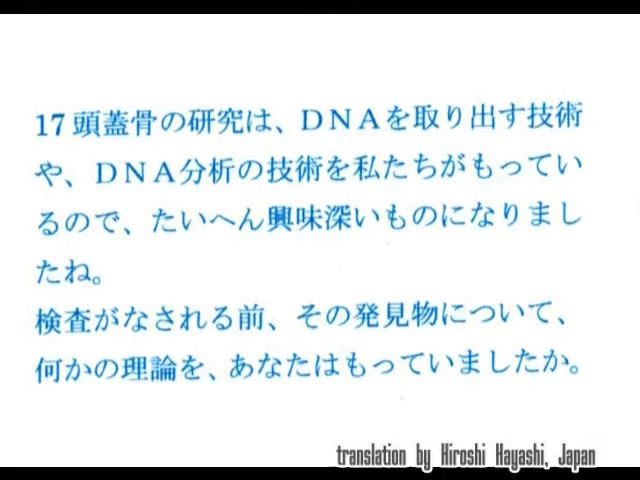 17頭蓋骨の研究は、DNAを取り出す技術
や、DNA分析の技術を私たちがもってい
るので、たいへん興味深いものになりまし
たね。
検査がなされる前、その発見物について、
何かの理論を、あなたはもっていましたか。
translation by Hiroshi Hayashi, Japan